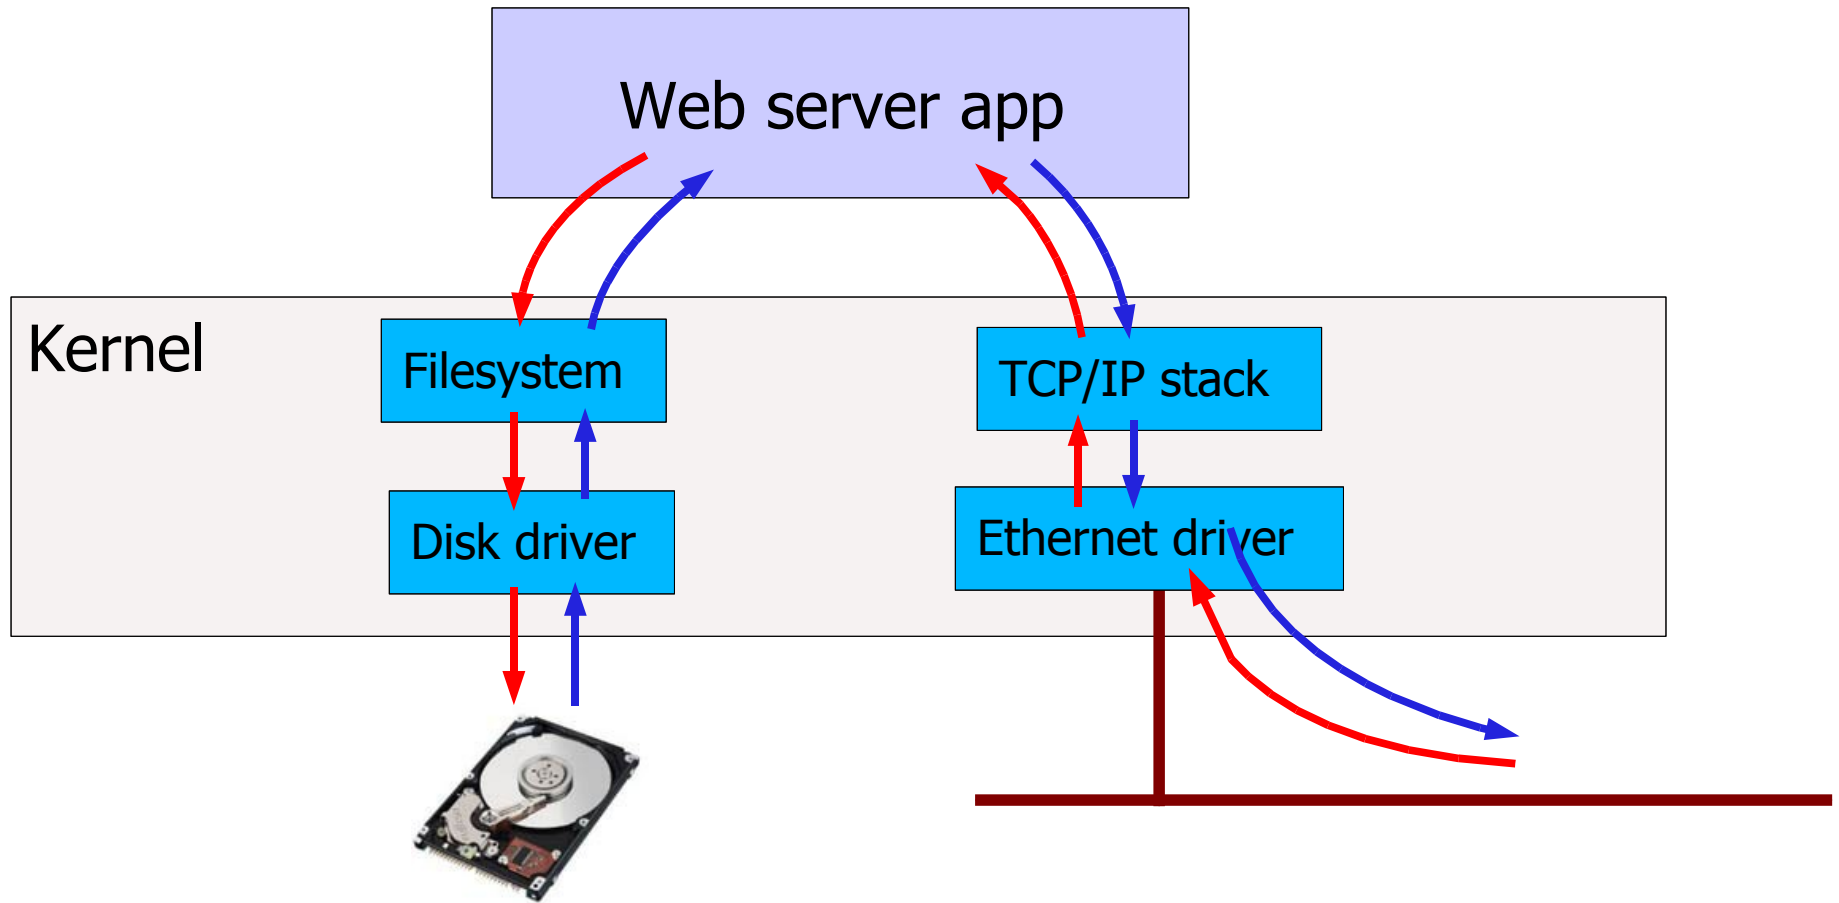 Web server app
Kernel
Filesystem
TCP/IP stack
Disk driver
Ethernet driver